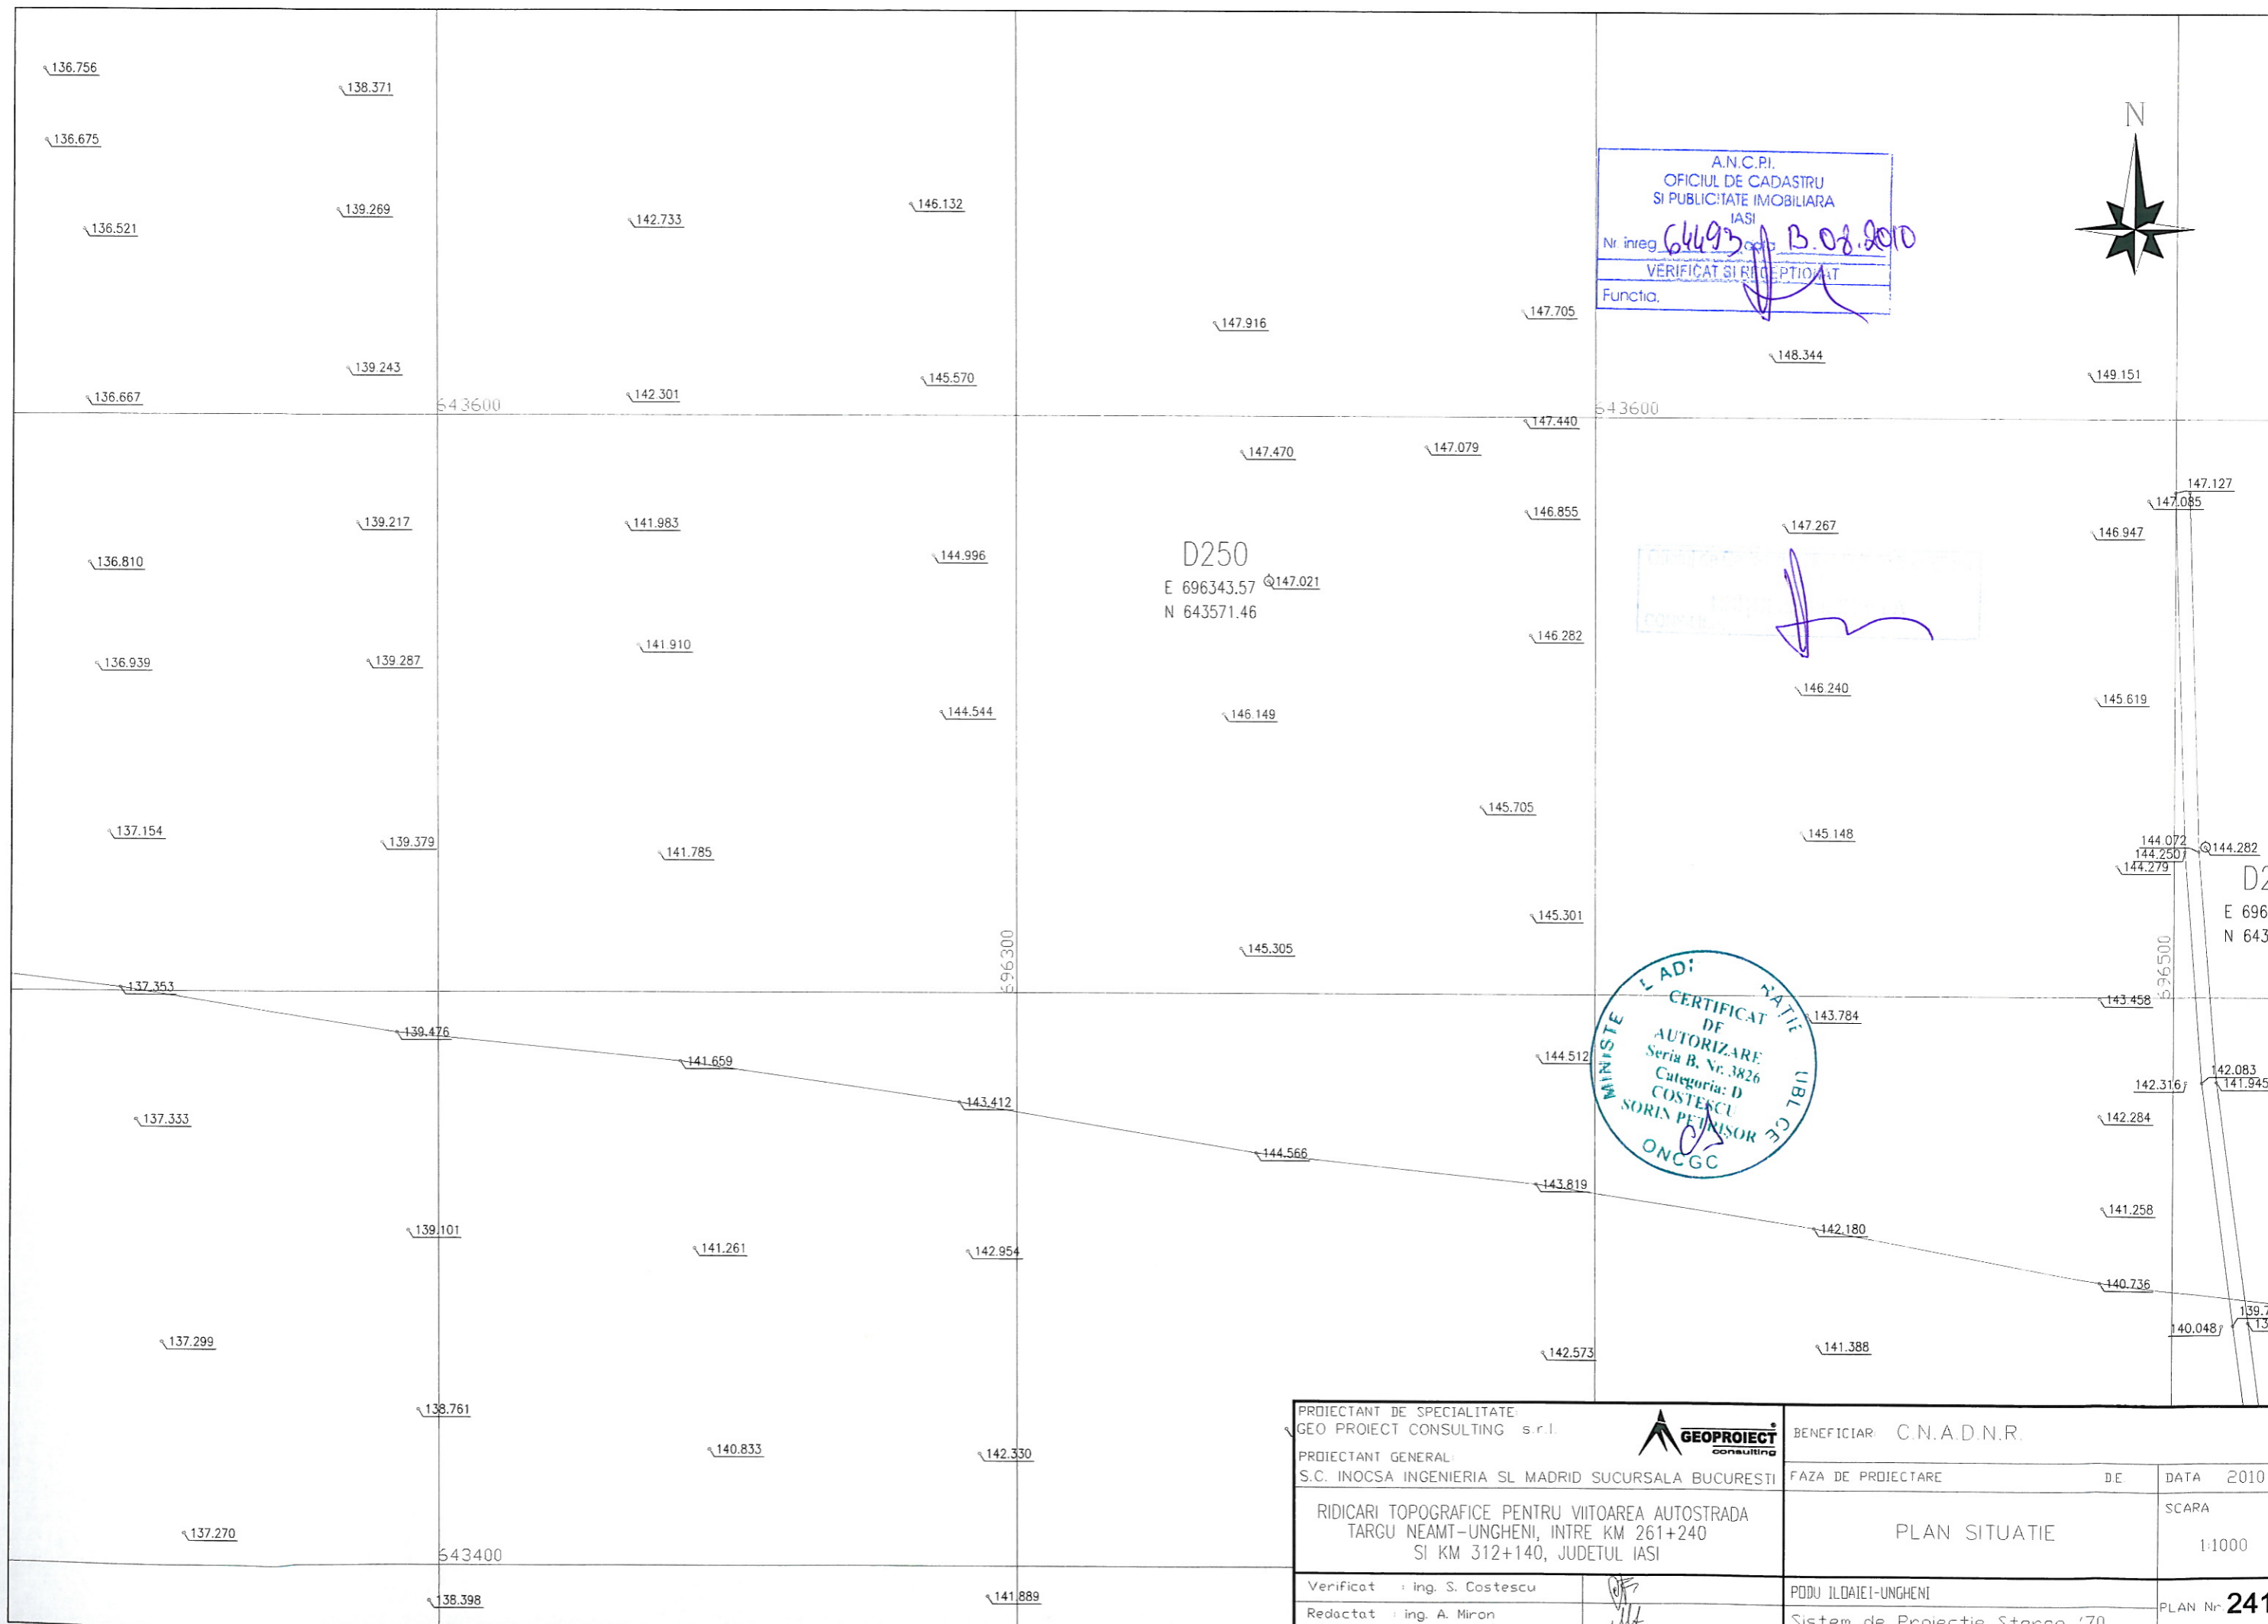 136.756
138.371
136.675
N
A.N.C.P.I.
OFICIUL DE CADASTRU
SI PUBLICITATE IMOBILIARA
IASI
Nr. inreg 64493
VERIFICAT SI RECEPTIONAT
Functia.
136.521
139.269
142.733
146.132
147.916
147.705
148.344
149.151
136.667
139.243
142.301
145.570
643600
643600
147.440
147.470
147.079
147.127
147.085
139.217
141.983
146.855
147.267
146.947
136.810
144.996
D250
E 696343.57
147.021
N 643571.46
136.939
139.287
141.910
146.282
144.544
146.149
146.240
145.619
137.154
139.379
141.785
145.705
145.148
144.072
144.250
144.279
144.282
145.301
145.305
696300
696500
E 696
N 643
137.353
139.476
141.659
143.412
144.512
143.784
143.458
CERTIFICAT
DE
AUTORIZARE
Seria B, Nr. 3826
Categoria: D
COSTESCU
SORIN PETRISOR
ONCGC
142.083
142.316
141.945
137.333
142.284
144.566
143.819
142.180
141.258
139.101
141.261
142.954
140.736
140.048
137.299
142.573
141.388
138.761
140.833
142.330
137.270
643400
138.398
141.889
PROIECTANT DE SPECIALITATE:
GEO PROIECT CONSULTING s.r.l.
GEOPROIECT
consulting
PROIECTANT GENERAL:
S.C. INOCSA INGENIERIA SL MADRID SUCURSALA BUCURESTI
BENEFICIAR: C.N.A.D.N.R.
FAZA DE PROIECTARE D.E.
DATA 2010
RIDICARI TOPOGRAFICE PENTRU VIITOAREA AUTOSTRADA
TARGU NEAMT-UNGHENI, INTRE KM 261+240
SI KM 312+140, JUDETUL IASI
PLAN SITUATIE
SCARA
1:1000
Verificat : ing. S. Costescu
Redactat : ing. A. Miron
PODU ILOAIEI-UNGHENI
Sistem de Proiectie Stereo '70
PLAN Nr. 241